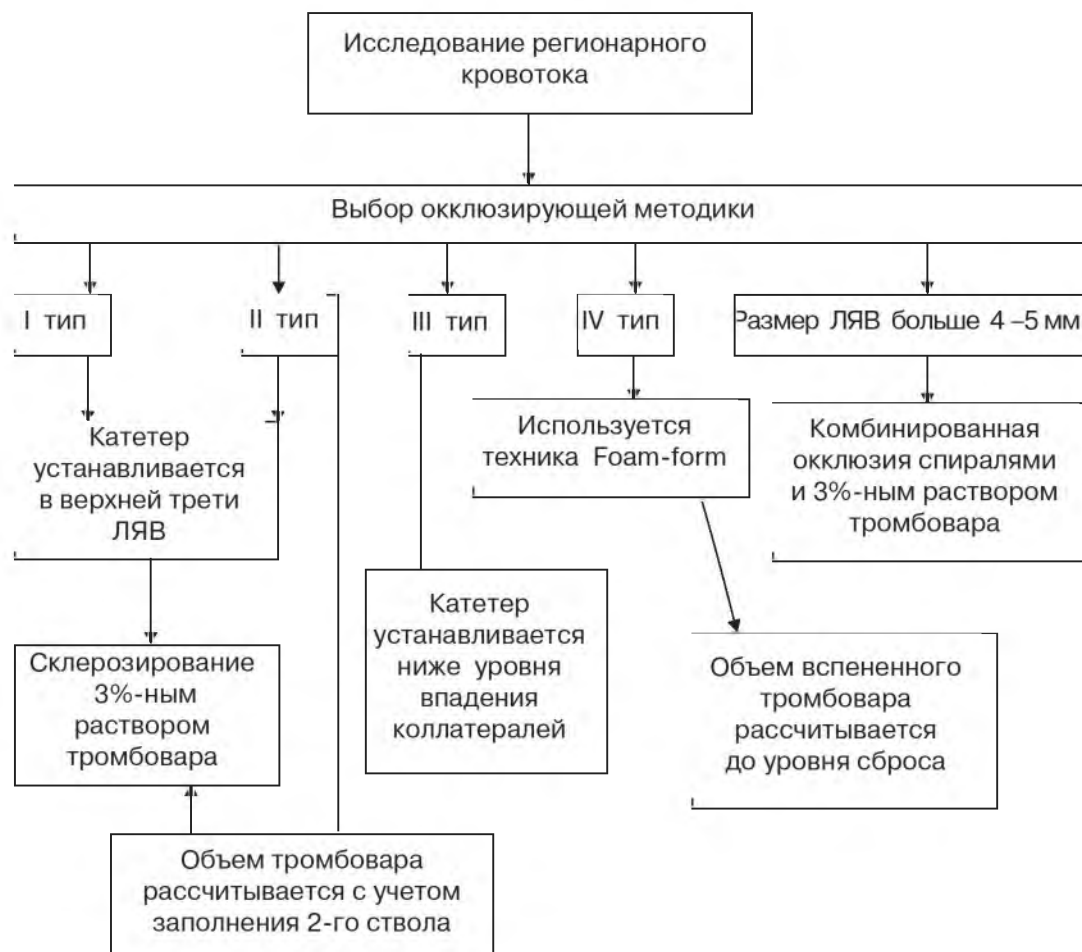 Исследование регионарного
кровотока
Выбор окклюзирующей методики
I тип
II тип
III тип
IV тип
Размер ЛЯВ больше 4 –5 мм
Катетер
устанавливается
в верхней трети
ЛЯВ
Используется
техника Foam-form
Комбинированная
окклюзия спиралями
и 3%-ным раствором
тромбовара
Катетер
устанавливается
ниже уровня
впадения
коллатералей
Склерозирование
3%-ным
раствором
тромбовара
Объем вспененного
тромбовара
рассчитывается
до уровня сброса
Объем тромбовара
рассчитывается с учетом
заполнения 2-го ствола